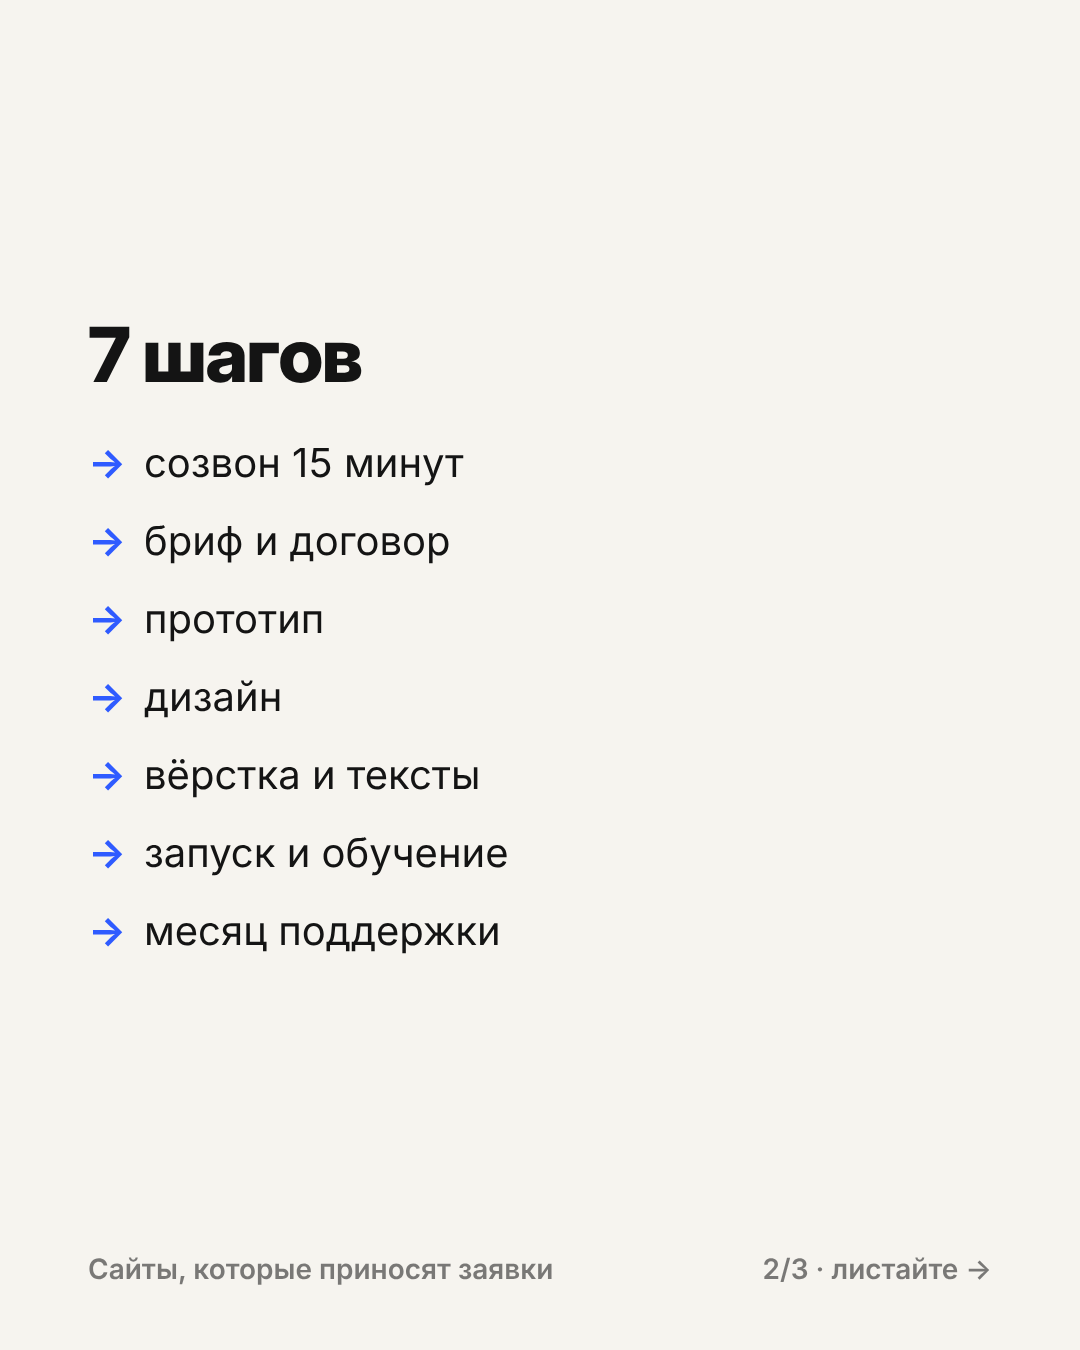 7 шагов
→ созвон 15 минут
→ бриф и договор
→ прототип
→ дизайн
→ вёрстка и тексты
→ запуск и обучение
→ месяц поддержки
Сайты, которые приносят заявки
2/3 · листайте →